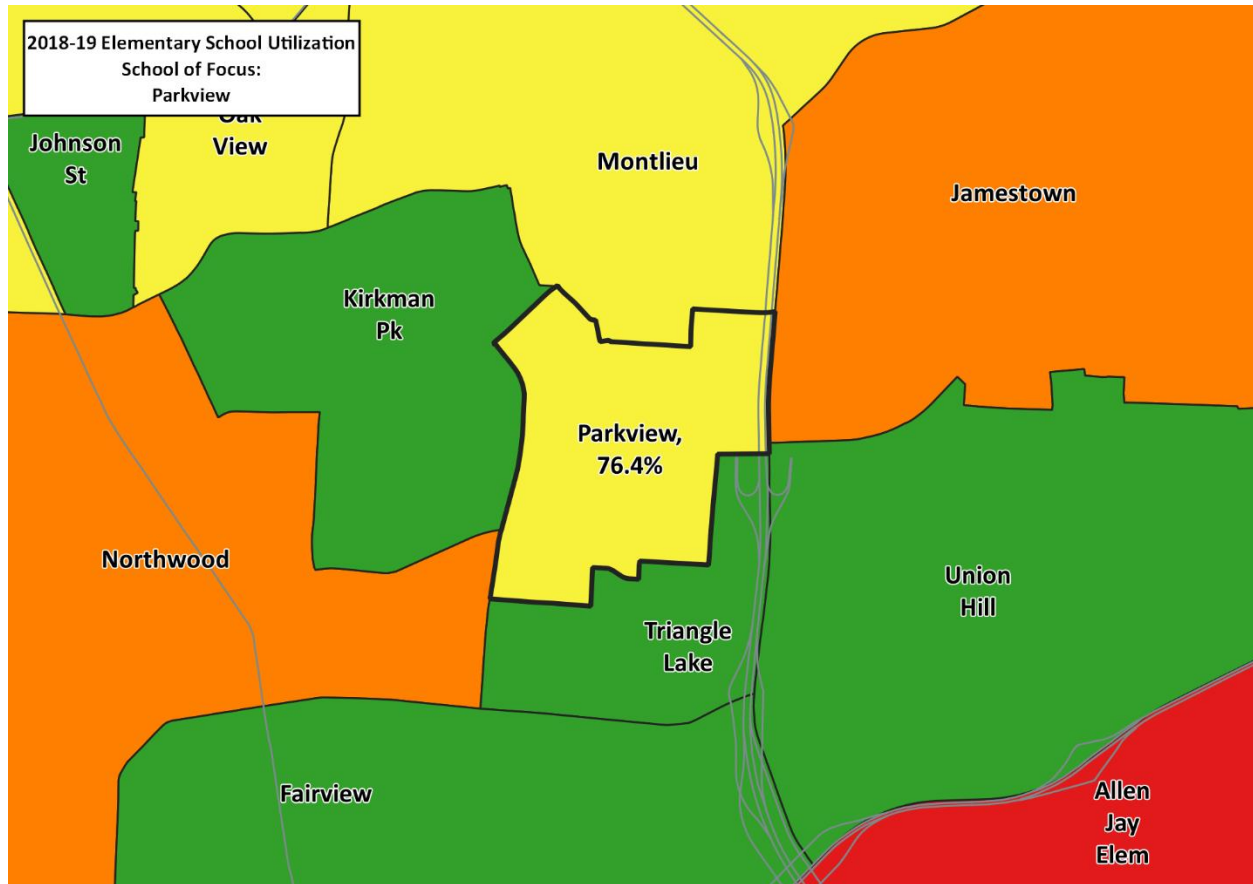 2018-19 Elementary School Utilization
School of Focus:
Parkview
Johnson
St
Oak
View
Montlieu
Jamestown
Kirkman
Pk
Parkview,
76.4%
Northwood
Union
Hill
Triangle
Lake
Fairview
Allen
Jay
Elem